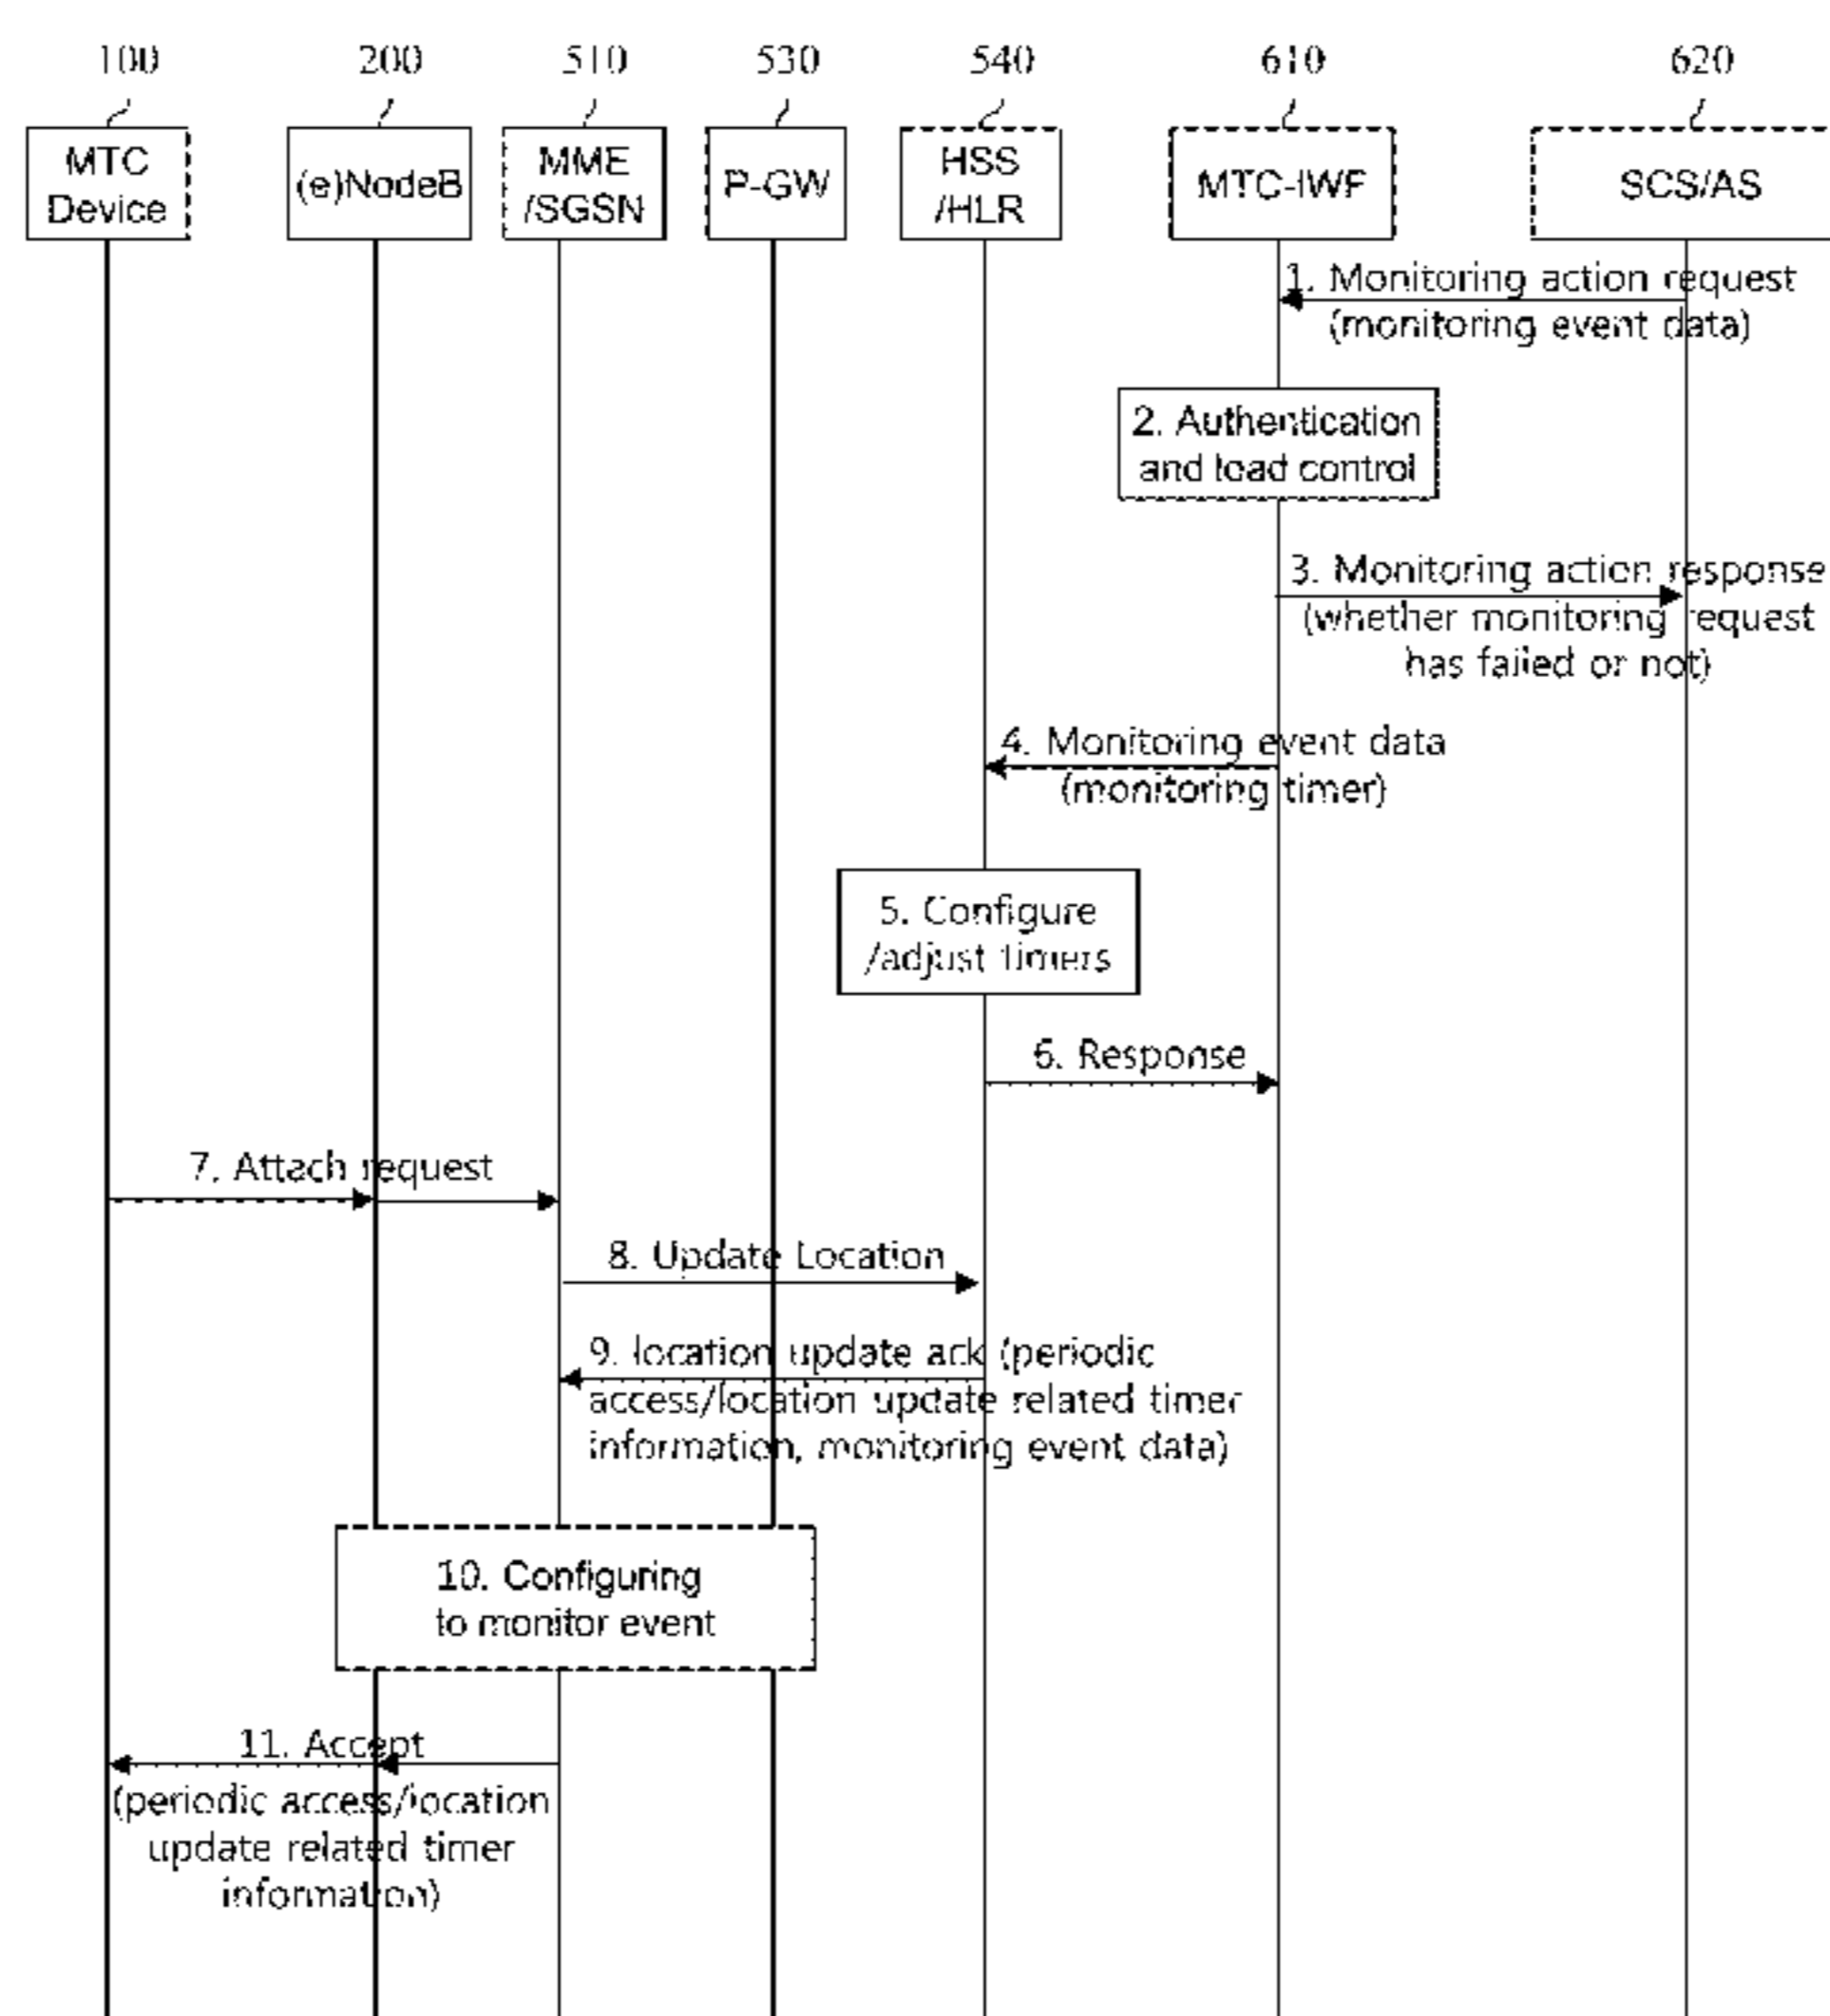 100
200
510
530
540
610
620
MTC
Device
(e)NodeB
MME
/SGSN
P-GW
HSS
/HLR
MTC-IWF
SCS/AS
1. Monitoring action request
(monitoring event data)
2. Authentication
and load control
3. Monitoring action response
(whether monitoring request
has failed or not)
4. Monitoring event data
(monitoring timer)
5. Configure
/adjust timers
6. Response
7. Attach request
8. Update Location
9. location update ack (periodic
access/location update related timer
information, monitoring event data)
10. Configuring
to monitor event
11. Accept
(periodic access/location
update related timer
information)